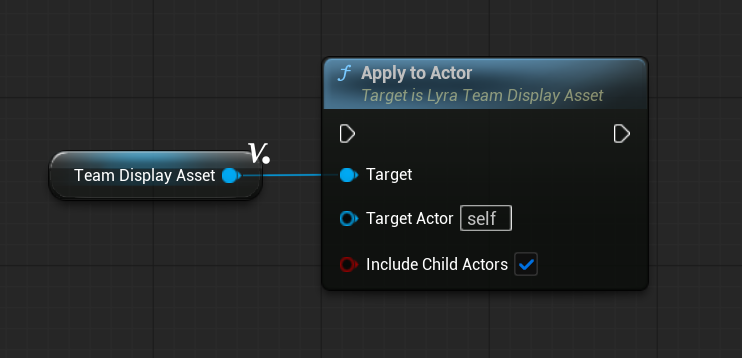 f Apply to Actor
Target is Lyra Team Display Asset
V.
Team Display Asset
Target
Target Actor self
Include Child Actors